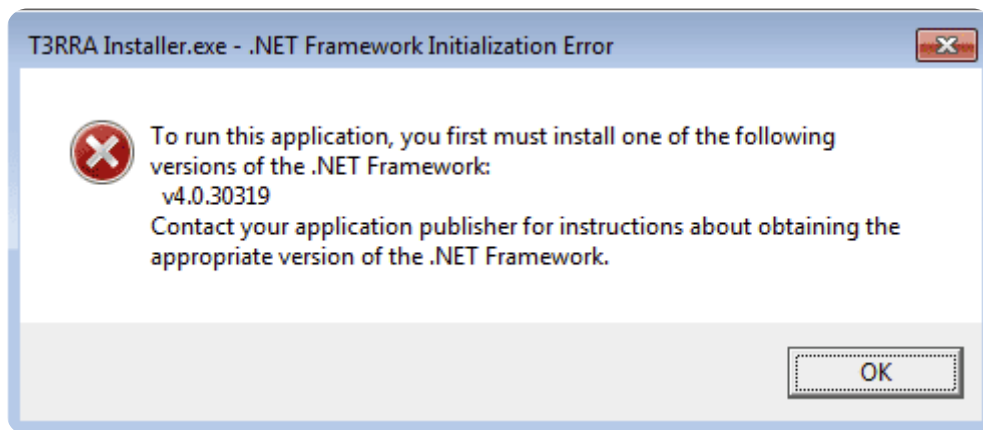 T3RRA Installer.exe - .NET Framework Initialization Error
To run this application, you first must install one of the following
versions of the .NET Framework:
v4.0.30319
Contact your application publisher for instructions about obtaining the
appropriate version of the .NET Framework.
OK